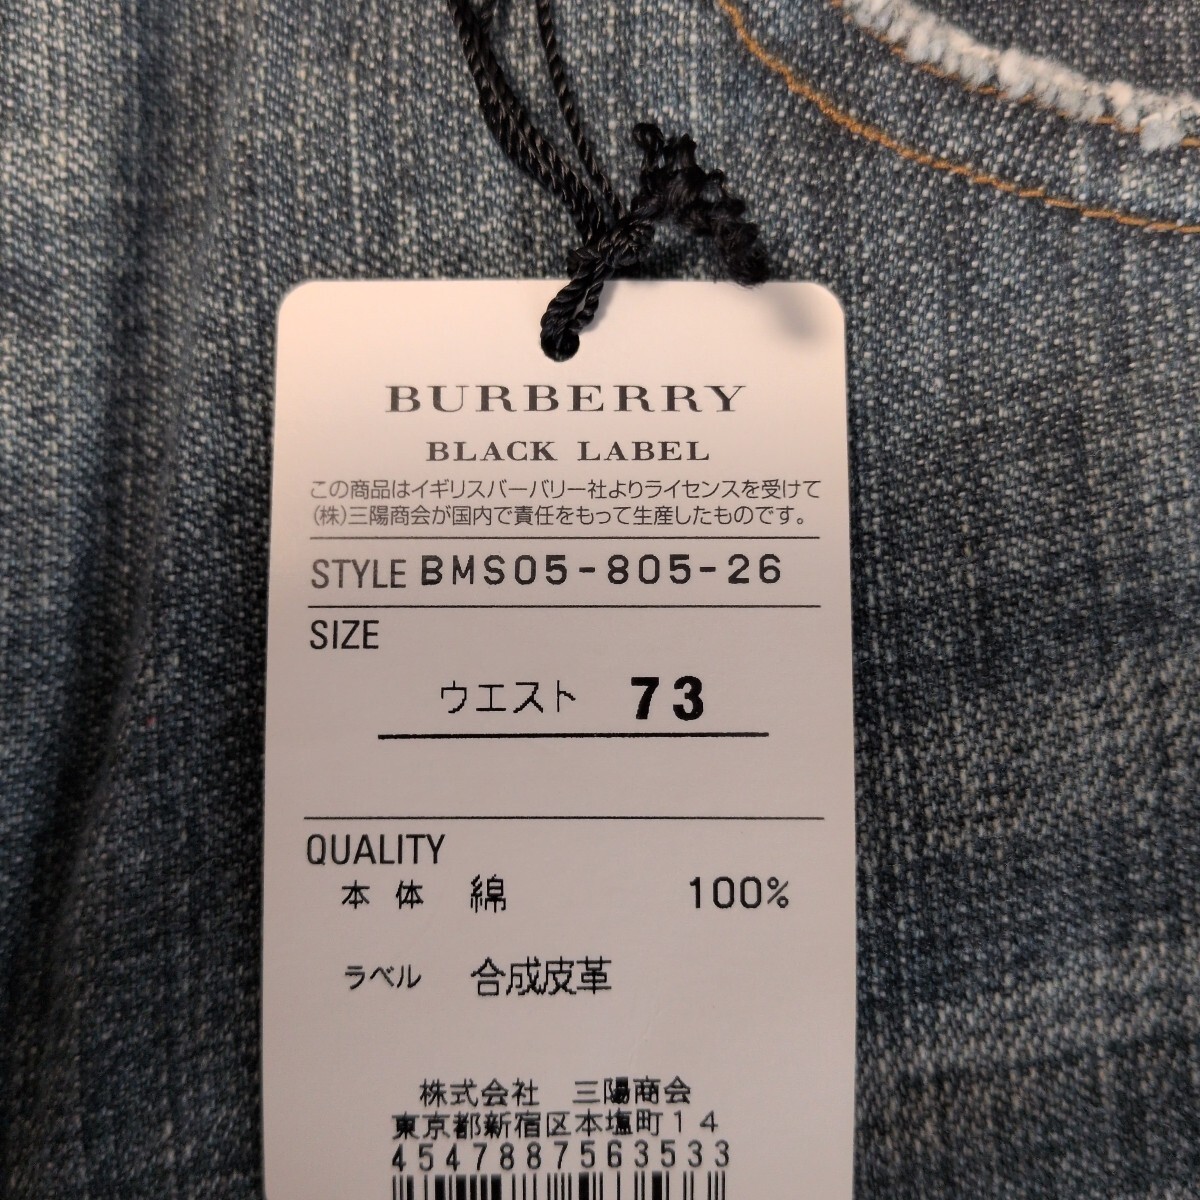 BURBERRY
BLACK LABEL
この商品はイギリスバーバリー社よりライセンスを受けて
(株)三陽商会が国内で責任をもって生産したものです。
STYLE BMS05-805-26
SIZE
ウエスト 73
QUALITY
本体 綿 100%
ラベル 合成皮革
株式会社 三陽商会
東京都新宿区本塩町14
4547887563533